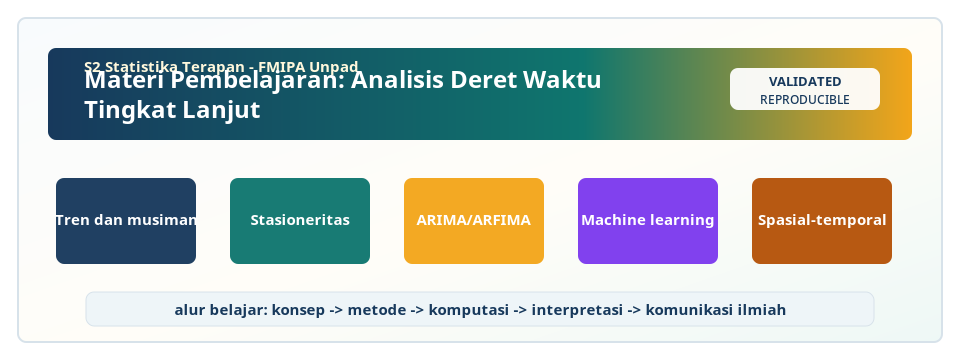 S2 Statistika Terapan - FMIPA Unpad
Materi Pembelajaran: Analisis Deret Waktu
Tingkat Lanjut
VALIDATED
REPRODUCIBLE
Tren dan musiman
Stasioneritas
ARIMA/ARFIMA
Machine learning
Spasial-temporal
alur belajar: konsep -> metode -> komputasi -> interpretasi -> komunikasi ilmiah